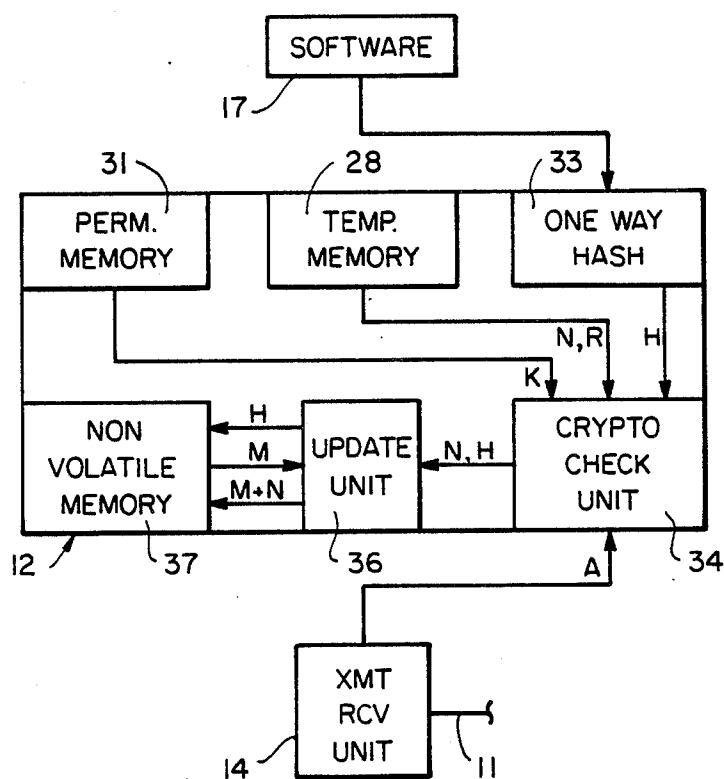 SOFTWARE
17
31
28
33
PERM.
MEMORY
TEMP.
MEMORY
ONE WAY
HASH
N,R
H
K
NON
VOLATILE
MEMORY
H
M
M+N
UPDATE
UNIT
N,H
CRYPTO
CHECK
UNIT
12
37
36
A
34
XMT
RCV
UNIT
14
11